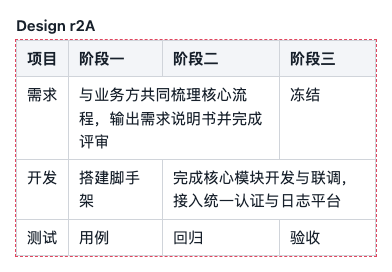 Design r2A
项目 阶段一 阶段二 阶段三
需求 与业务方共同梳理核心流 冻结
程，输出需求说明书并完成
评审
开发 搭建脚手 完成核心模块开发与联调，
架 接入统一认证与日志平台
测试 用例 回归 验收